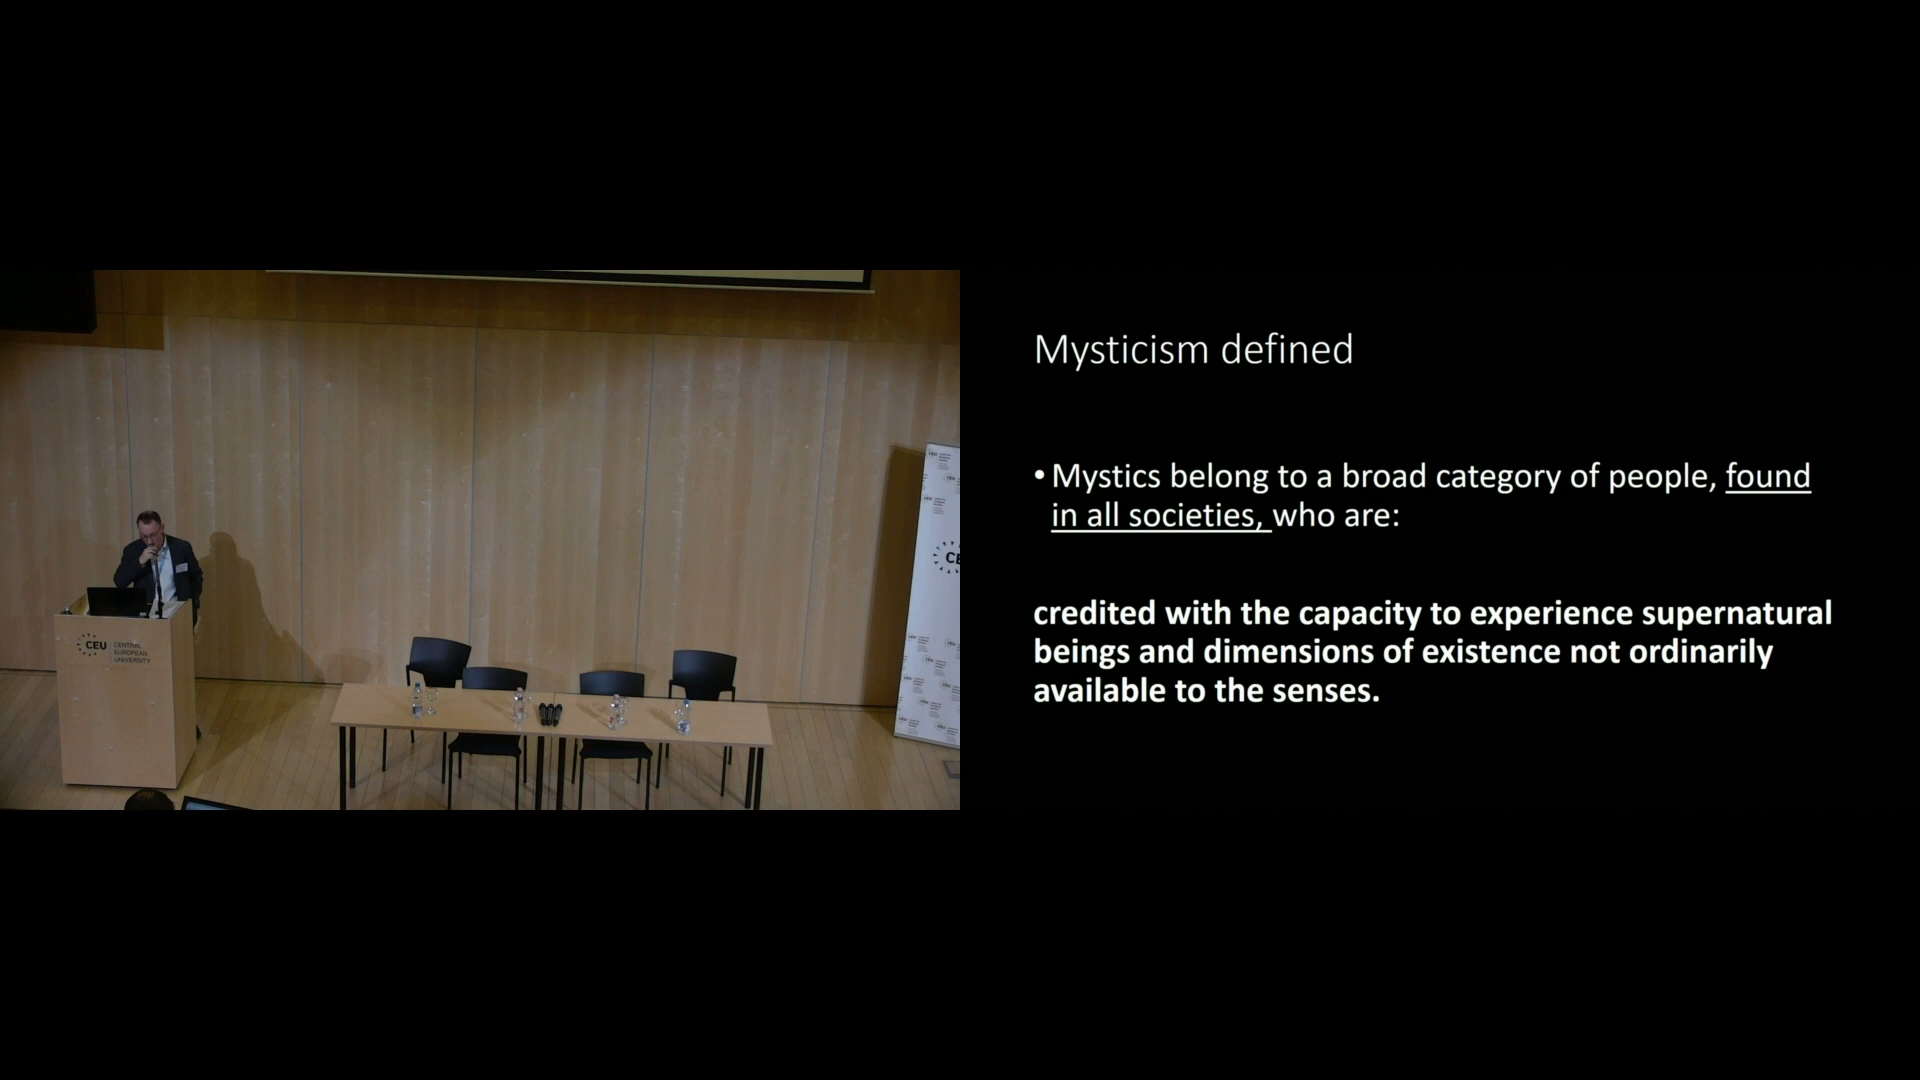 CEU
CENTRAL
EUROPEAN
UNIVERSITY
Mysticism defined
• Mystics belong to a broad category of people, found
in all societies, who are:
credited with the capacity to experience supernatural
beings and dimensions of existence not ordinarily
available to the senses.